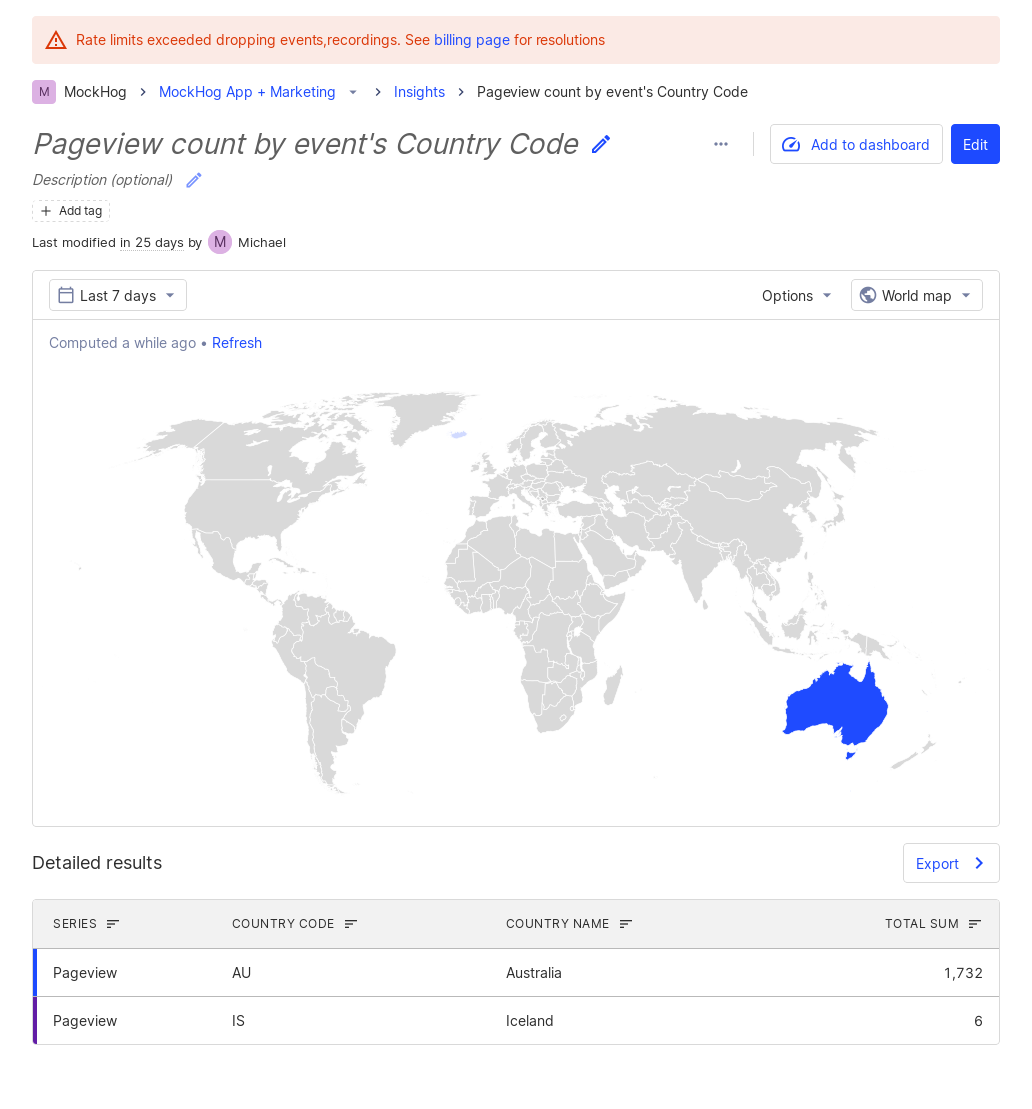 Rate limits exceeded dropping events,recordings. See billing page for resolutions
M MockHog MockHog App + Marketing Insights Pageview count by event's Country Code
Pageview count by event's Country Code
Add to dashboard
Edit
Description (optional)
Add tag
Last modified in 25 days by M Michael
Last 7 days
Options
World map
Computed a while ago • Refresh
Detailed results
Export
SERIES COUNTRY CODE COUNTRY NAME TOTAL SUM
Pageview AU Australia 1,732
Pageview IS Iceland 6